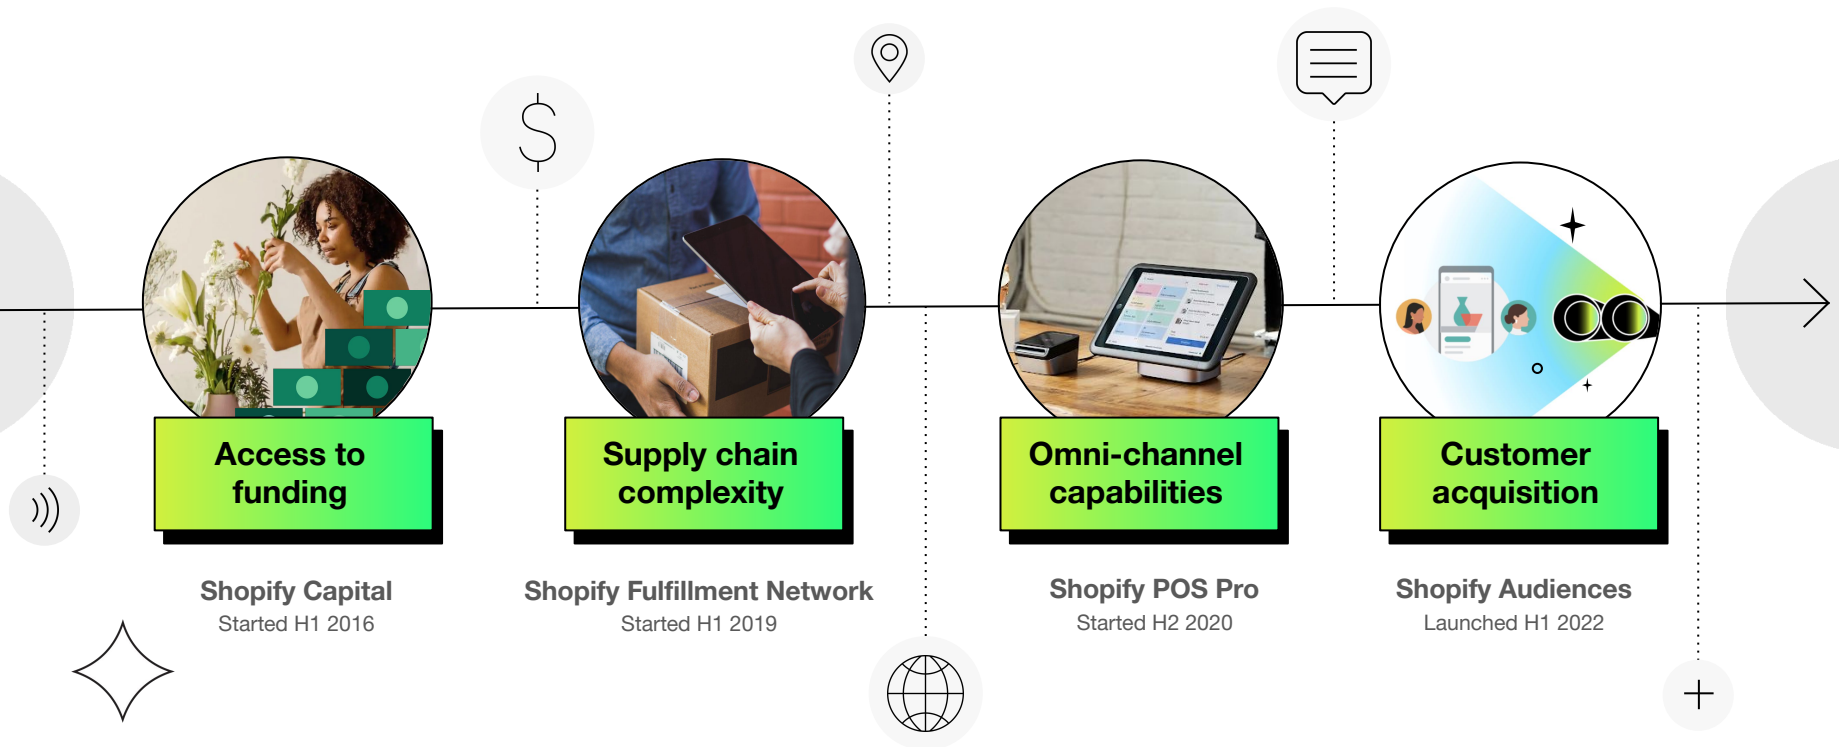 Access to
funding
Supply chain
complexity
Omni-channel
capabilities
Customer
acquisition
Shopify Capital
Started H1 2016
Shopify Fulfillment Network
Started H1 2019
Shopify POS Pro
Started H2 2020
Shopify Audiences
Launched H1 2022